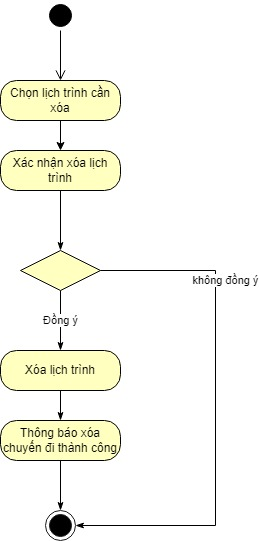 Chọn lịch trình cần
xóa
Xác nhận xóa lịch
trình
không đồng ý
Đồng ý
Xóa lịch trình
Thông báo xóa
chuyến đi thành công